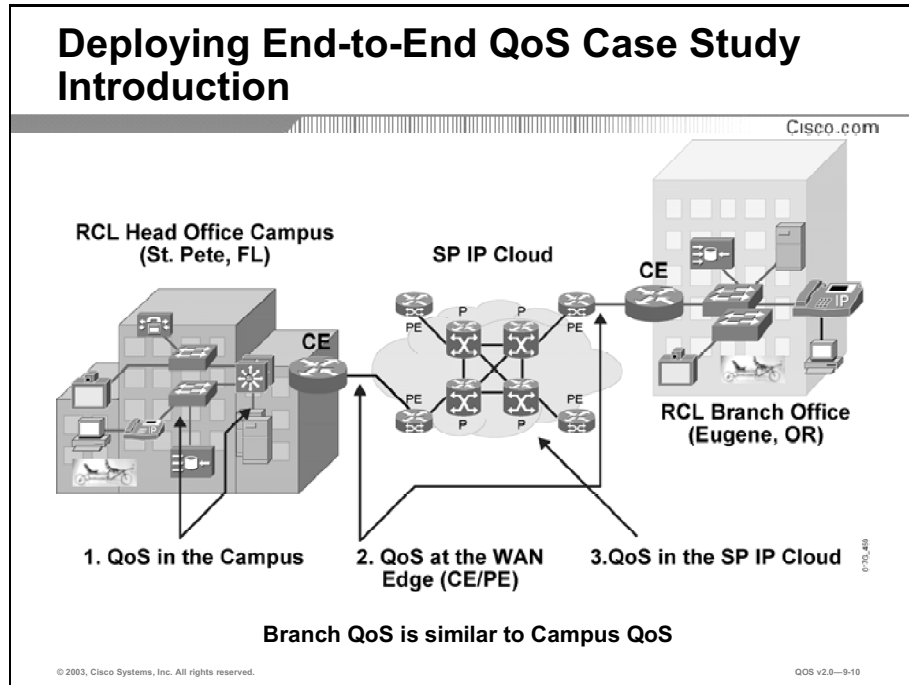 Deploying End-to-End QoS Case Study
Introduction
Cisco.com
RCL Head Office Campus
(St. Pete, FL)
SP IP Cloud
CE
CE
IP
P
P
PE
PE
PE
PE
P
P
IP
RCL Branch Office
(Eugene, OR)
1. QoS in the Campus
2. QoS at the WAN
Edge (CE/PE)
3.QoS in the SP IP Cloud
Branch QoS is similar to Campus QoS
© 2003, Cisco Systems, Inc. All rights reserved.
QOS v2.0—9-10